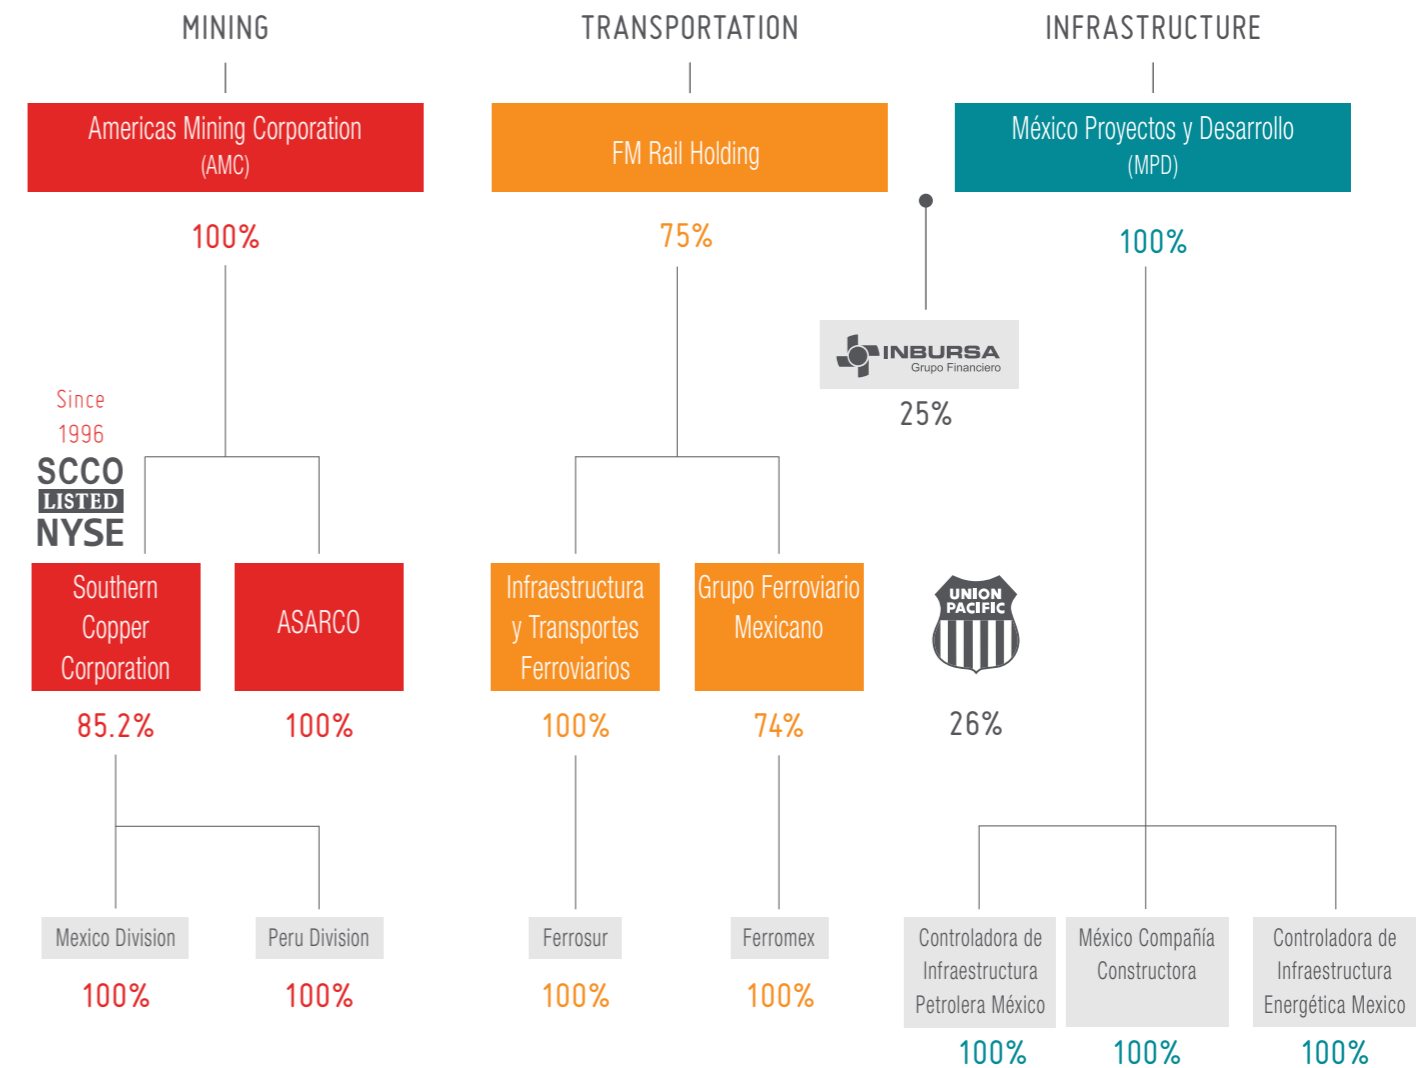 MINING
TRANSPORTATION
INFRASTRUCTURE
Americas Mining Corporation
(AMC)
100%
FM Rail Holding
75%
México Proyectos y Desarrollo
(MPD)
100%
INBURSA
Grupo Financiero
25%
Since
1996
SCCO
LISTED
NYSE
Southern
Copper
Corporation
85.2%
ASARCO
100%
Infraestructura
y Transportes
Ferroviarios
100%
Grupo Ferroviario
Mexicano
74%
UNION
PACIFIC
26%
Mexico Division
100%
Peru Division
100%
Ferrosur
100%
Ferromex
100%
Controladora de
Infraestructura
Petrolera México
100%
México Compañía
Constructora
100%
Controladora de
Infraestructura
Energética Mexico
100%